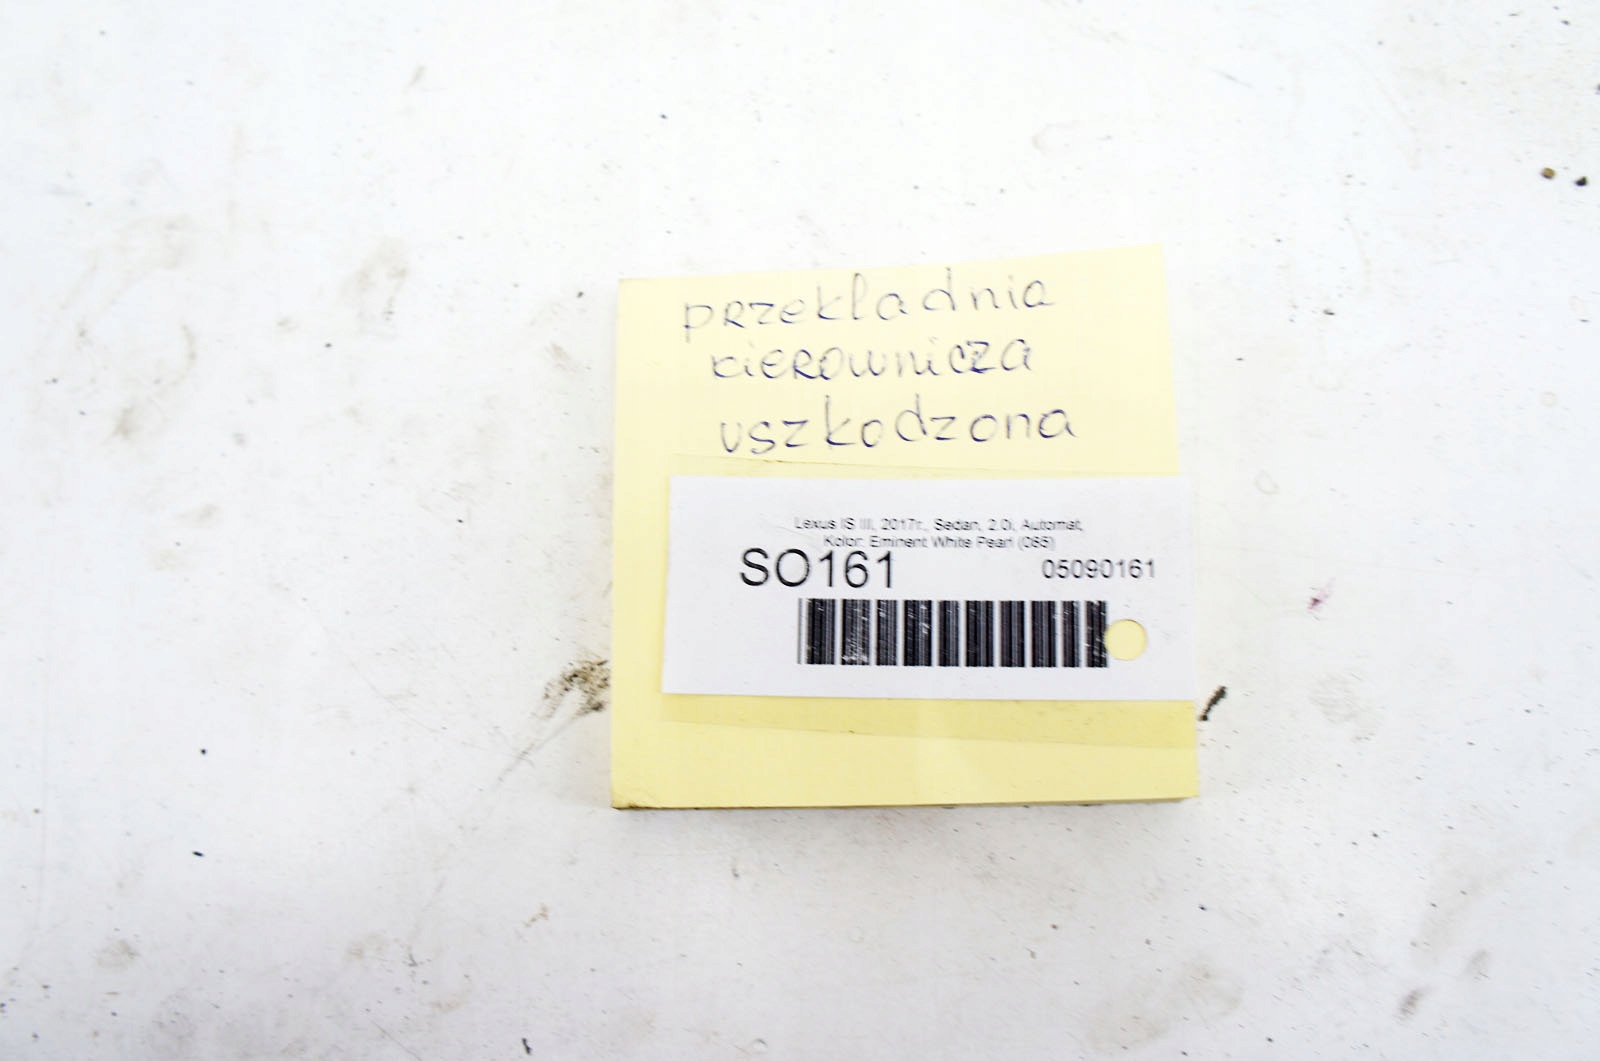 przekladnia
kierownicza
uszkodzona
Lexus IS III, 2017r., Sedan, 2.0i, Automat,
Kolor: Eminent White Pearl (085)
SO161
05090161